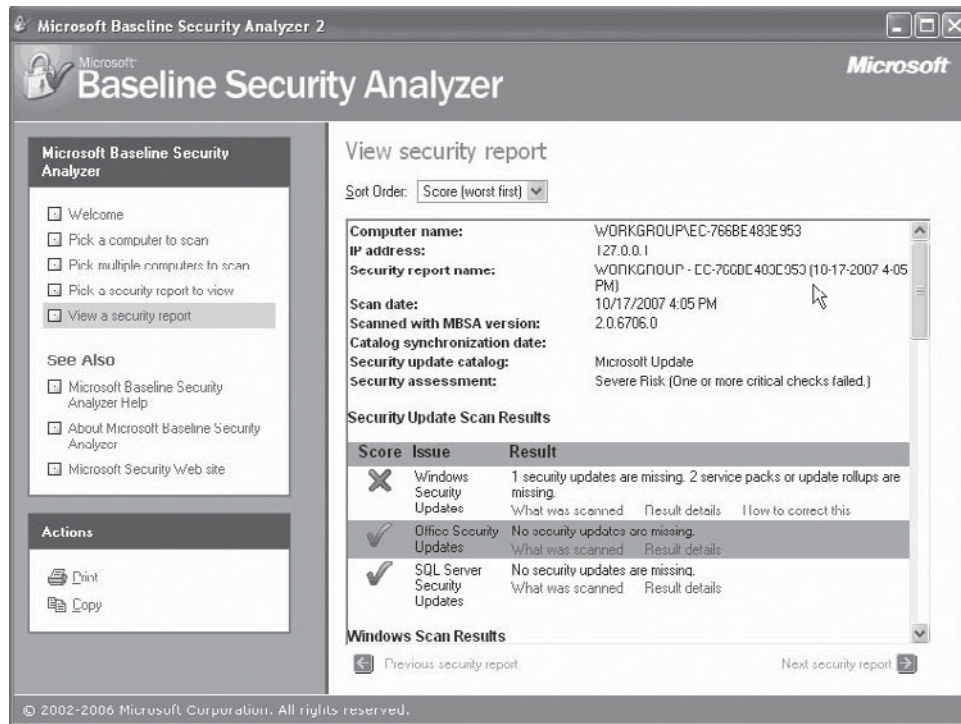 Microsoft Baseline Security Analyzer 2
Microsoft
Baseline Security Analyzer
Microsoft
Microsoft Baseline Security
Analyzer
Welcome
Pick a computer to scan
Pick multiple computers to scan
Pick a security report to view
View a security report
See Also
Microsoft Baseline Security
Analyzer Help
About Microsoft Baseline Security
Analyzer
Microsoft Security Web site
Actions
Print
Copy
View security report
Sort Order: Score (worst first)
Computer name: WORKGROUP\EC-766BE483E953
IP address: 127.0.0.1
Security report name: WORKGROUP - EC-766BE483E953 (10-17-2007 4-05
PM)
Scan date: 10/17/2007 4:05 PM
Scanned with MBSA version: 2.0.6706.0
Catalog synchronization date:
Security update catalog: Microsoft Update
Security assessment: Severe Risk (One or more critical checks failed.)
Security Update Scan Results
Score Issue Result
Windows Security Updates 1 security updates are missing. 2 service packs or update rollups are
missing.
What was scanned Result details How to correct this
Office Security Updates No security updates are missing.
What was scanned Result details
SQL Server Security Updates No security updates are missing.
What was scanned Result details
Windows Scan Results
Previous security report Next security report
© 2002-2006 Microsoft Corporation. All rights reserved.